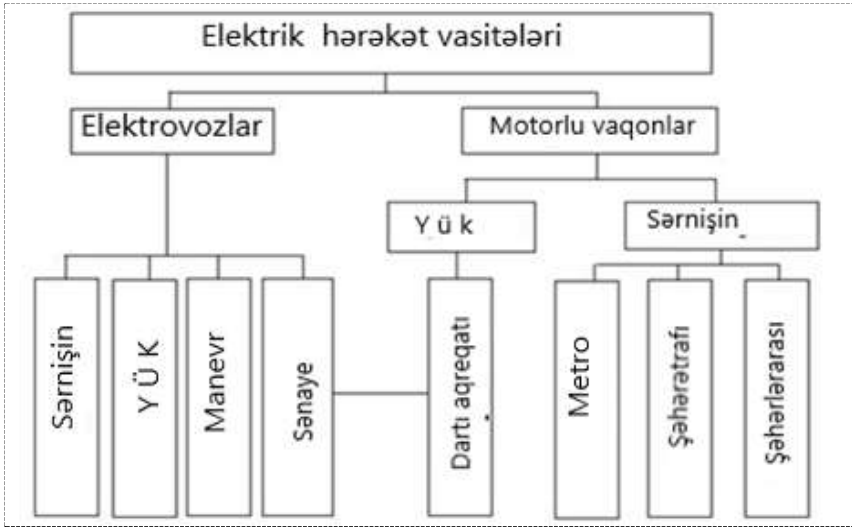 Elektrik hərəkət vasitələri
Elektrovozlar
Motorlu vaqonlar
Y ü k
Sərnişin
Sərnişin
Y Ü K
Manevr
Sənaye
Dartı aqreqatı
Metro
Şəhərətrafı
Şəhərlərarası